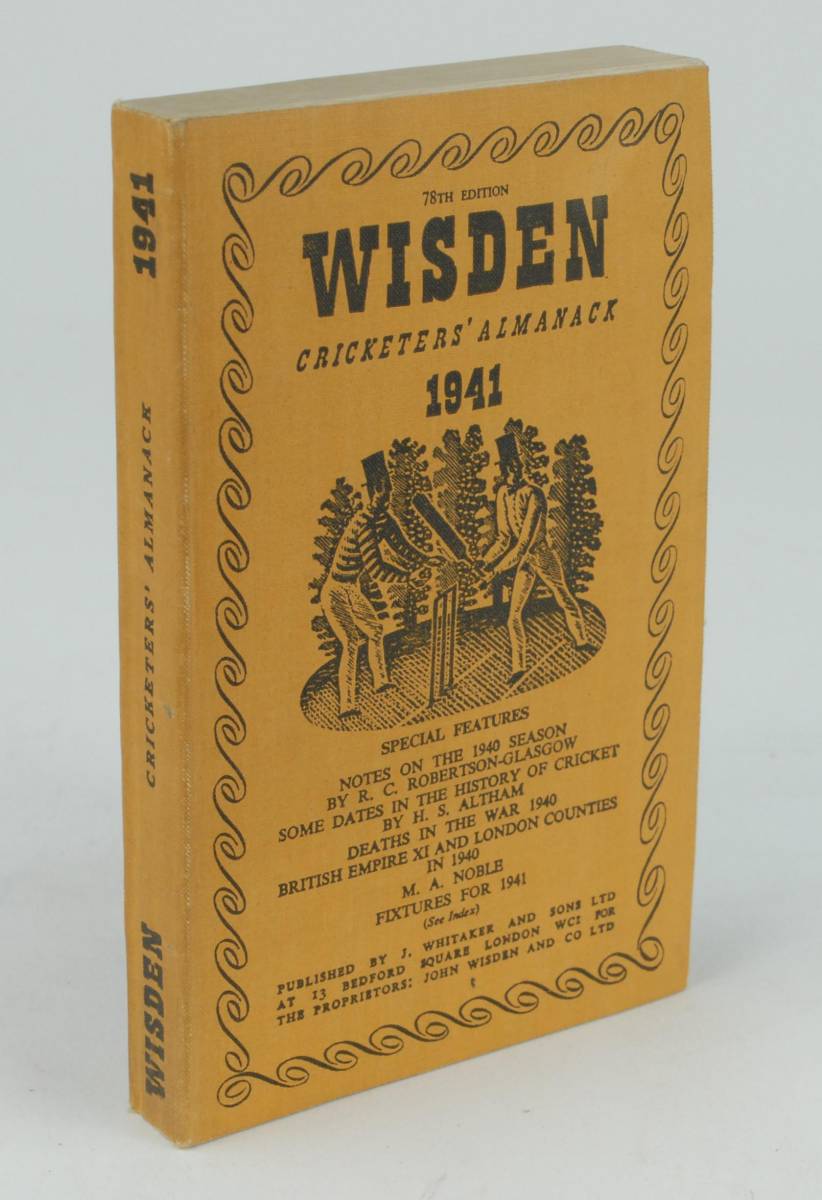 78TH EDITION
WISDEN
CRICKETERS' ALMANACK
1941
SPECIAL FEATURES
NOTES ON THE 1940 SEASON
BY R. C. ROBERTSON-GLASGOW
SOME DATES IN THE HISTORY OF CRICKET
BY H. S. ALTHAM
DEATHS IN THE WAR 1940
BRITISH EMPIRE XI AND LONDON COUNTIES
IN 1940
M. A. NOBLE
FIXTURES FOR 1941
(See Index)
PUBLISHED BY J. WHITAKER AND SONS LTD
AT 13 BEDFORD SQUARE LONDON WC1 FOR
THE PROPRIETORS: JOHN WISDEN AND CO LTD
WISDEN
CRICKETERS' ALMANACK
1941